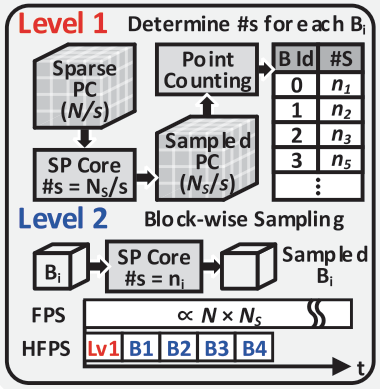 Level 1 Determine #s for each Bi
Sparse PC (N/s)
Point Counting
B Id #S
0 n1
1 n2
2 n3
3 n5
⋮
SP Core #s = NS/s
Sampled PC (NS/s)
Level 2 Block-wise Sampling
Bi
SP Core #s = ni
Sampled Bi
FPS ∝ N × NS
HFPS Lv1 B1 B2 B3 B4
t